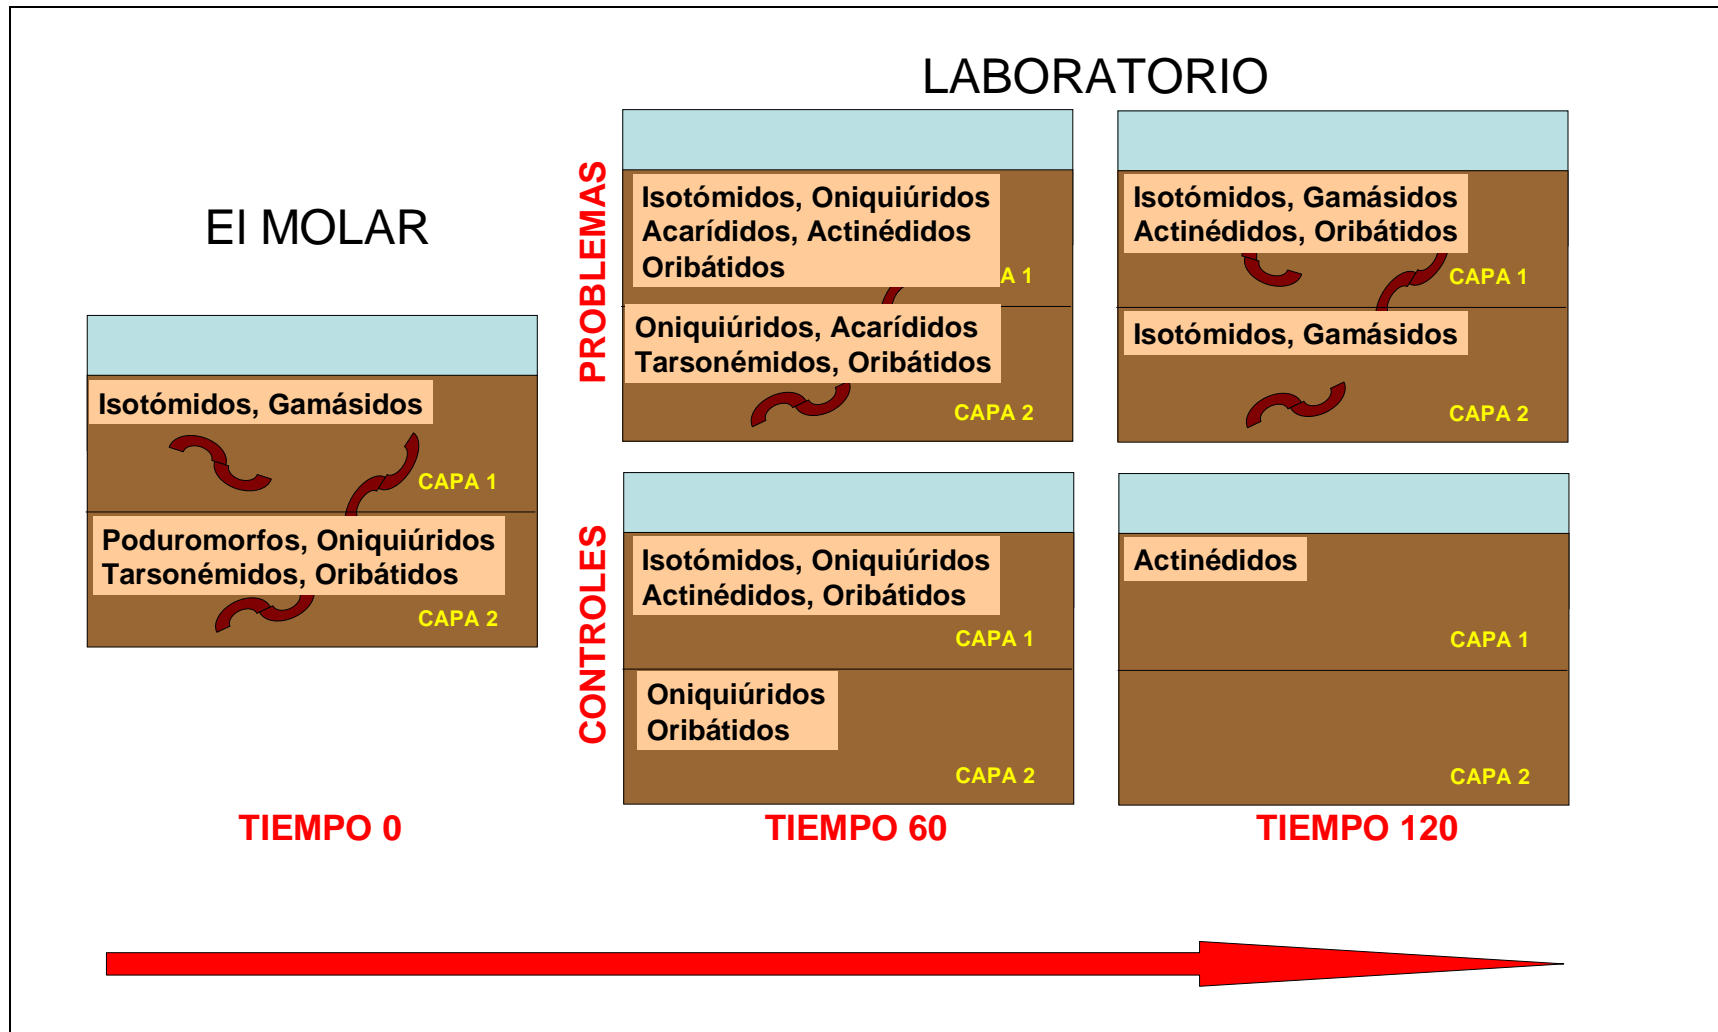 LABORATORIO
El MOLAR
PROBLEMAS
CONTROLES
Isotómidos, Gamásidos
CAPA 1
Poduromorfos, Oniquiúridos
Tarsonémidos, Oribátidos
CAPA 2
TIEMPO 0
Isotómidos, Oniquiúridos
Acarídidos, Actinédidos
Oribátidos
A 1
Oniquiúridos, Acarídidos
Tarsonémidos, Oribátidos
CAPA 2
Isotómidos, Gamásidos
Actinédidos, Oribátidos
CAPA 1
Isotómidos, Gamásidos
CAPA 2
Isotómidos, Oniquiúridos
Actinédidos, Oribátidos
CAPA 1
Oniquiúridos
Oribátidos
CAPA 2
TIEMPO 60
Actinédidos
CAPA 1
CAPA 2
TIEMPO 120